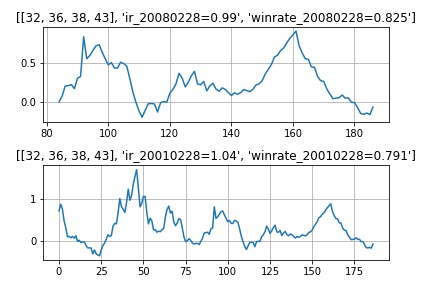 [[32, 36, 38, 43], 'ir_20080228=0.99', 'winrate_20080228=0.825']
0.5
0.0
80 100 120 140 160 180
[[32, 36, 38, 43], 'ir_20010228=1.04', 'winrate_20010228=0.791']
1
0
0 25 50 75 100 125 150 175